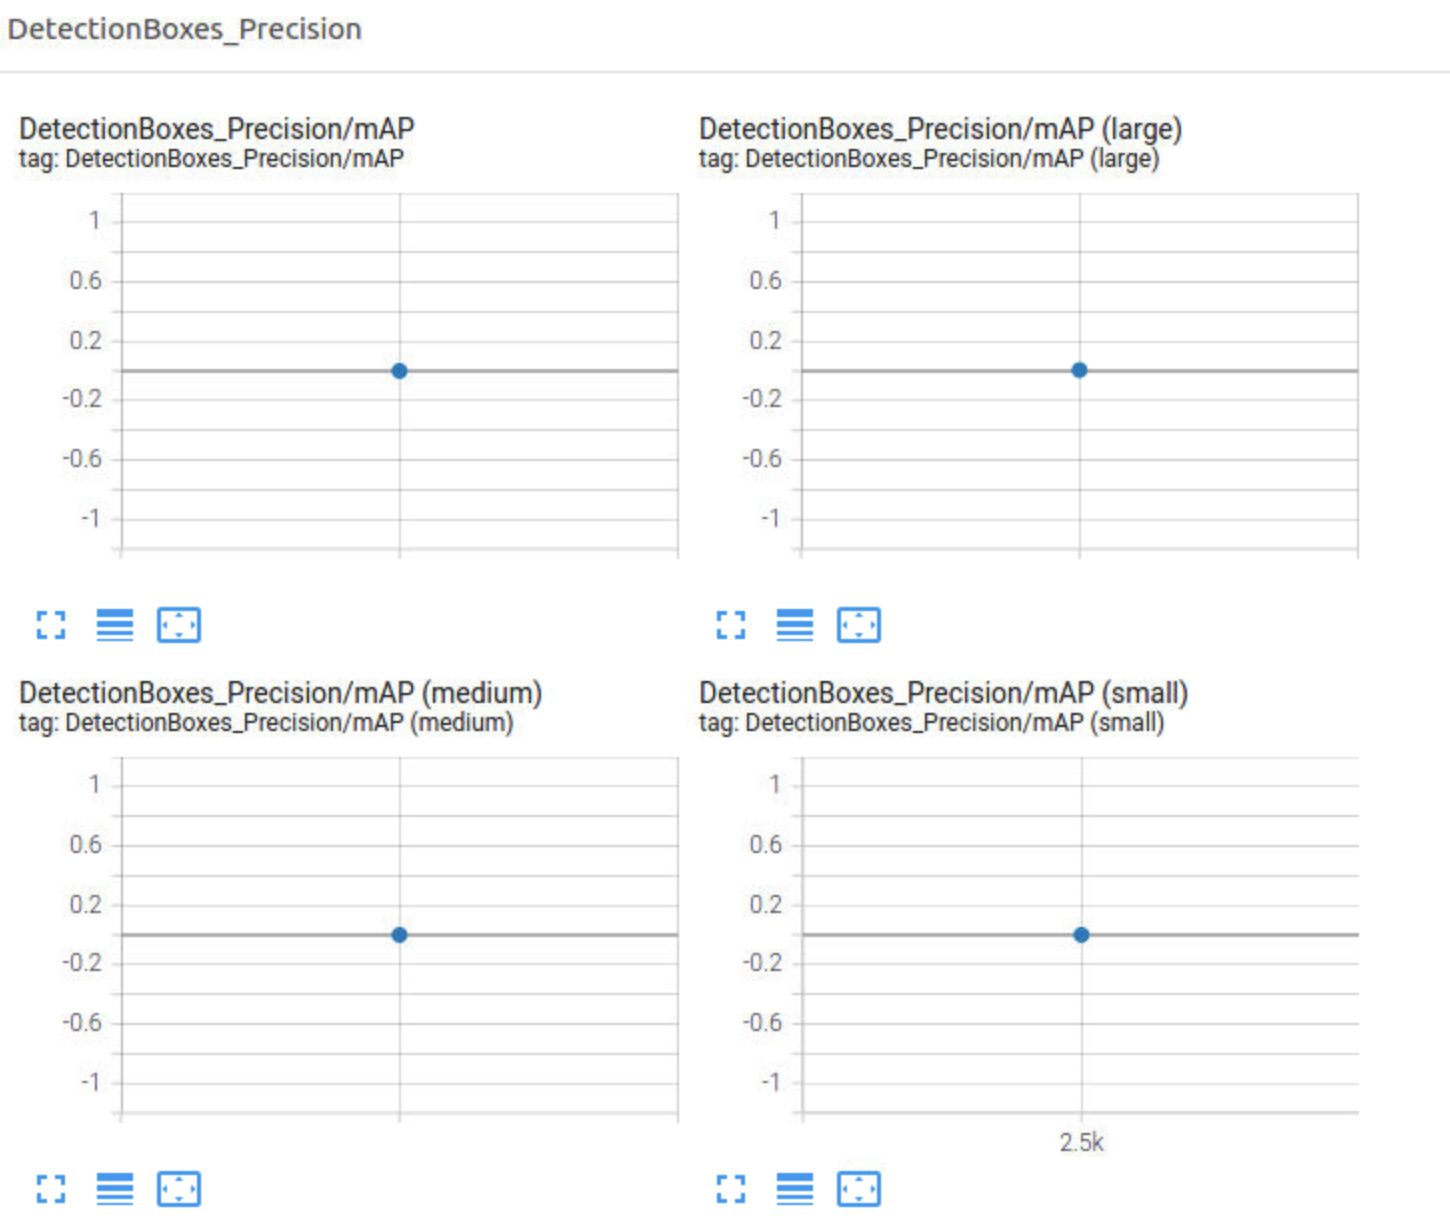 DetectionBoxes_Precision
DetectionBoxes_Precision/mAP
tag: DetectionBoxes_Precision/mAP
1
0.6
0.2
-0.2
-0.6
-1
DetectionBoxes_Precision/mAP (large)
tag: DetectionBoxes_Precision/mAP (large)
1
0.6
0.2
-0.2
-0.6
-1
DetectionBoxes_Precision/mAP (medium)
tag: DetectionBoxes_Precision/mAP (medium)
1
0.6
0.2
-0.2
-0.6
-1
DetectionBoxes_Precision/mAP (small)
tag: DetectionBoxes_Precision/mAP (small)
1
0.6
0.2
-0.2
-0.6
-1
2.5k